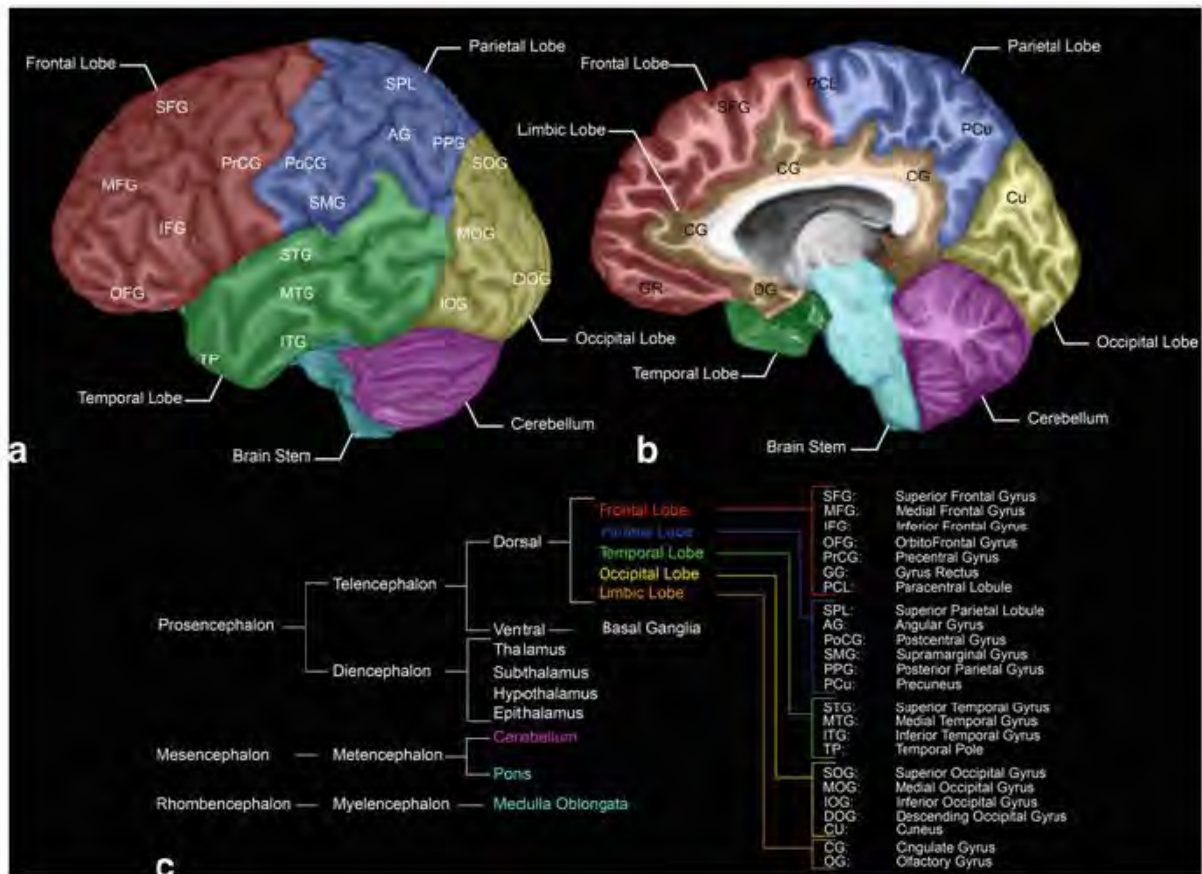 Parietal Lobe
Frontal Lobe
SPL
SFG
AG
PPG
SOG
PrCG
PoCG
MFG
SMG
IFG
MOG
STG
DOG
OFG
MTG
IOG
ITG
TP
Occipital Lobe
Temporal Lobe
Cerebellum
Brain Stem
a
Parietal Lobe
Frontal Lobe
PCL
SFG
Limbic Lobe
PCu
CG
CG
Cu
CG
GR
OG
Occipital Lobe
Temporal Lobe
Cerebellum
Brain Stem
b
Prosencephalon
Telencephalon
Dorsal
Frontal Lobe
Parietal Lobe
Temporal Lobe
Occipital Lobe
Limbic Lobe
Ventral
Basal Ganglia
Diencephalon
Thalamus
Subthalamus
Hypothalamus
Epithalamus
Mesencephalon
Metencephalon
Cerebellum
Pons
Rhombencephalon
Myelencephalon
Medulla Oblongata
SFG: Superior Frontal Gyrus
MFG: Medial Frontal Gyrus
IFG: Inferior Frontal Gyrus
OFG: OrbitoFrontal Gyrus
PrCG: Precentral Gyrus
GG: Gyrus Rectus
PCL: Paracentral Lobule
SPL: Superior Parietal Lobule
AG: Angular Gyrus
PoCG: Postcentral Gyrus
SMG: Supramarginal Gyrus
PPG: Posterior Parietal Gyrus
PCu: Precuneus
STG: Superior Temporal Gyrus
MTG: Medial Temporal Gyrus
ITG: Inferior Temporal Gyrus
TP: Temporal Pole
SOG: Superior Occipital Gyrus
MOG: Medial Occipital Gyrus
IOG: Inferior Occipital Gyrus
DOG: Descending Occipital Gyrus
CU: Cuneus
CG: Cingulate Gyrus
OG: Olfactory Gyrus
c